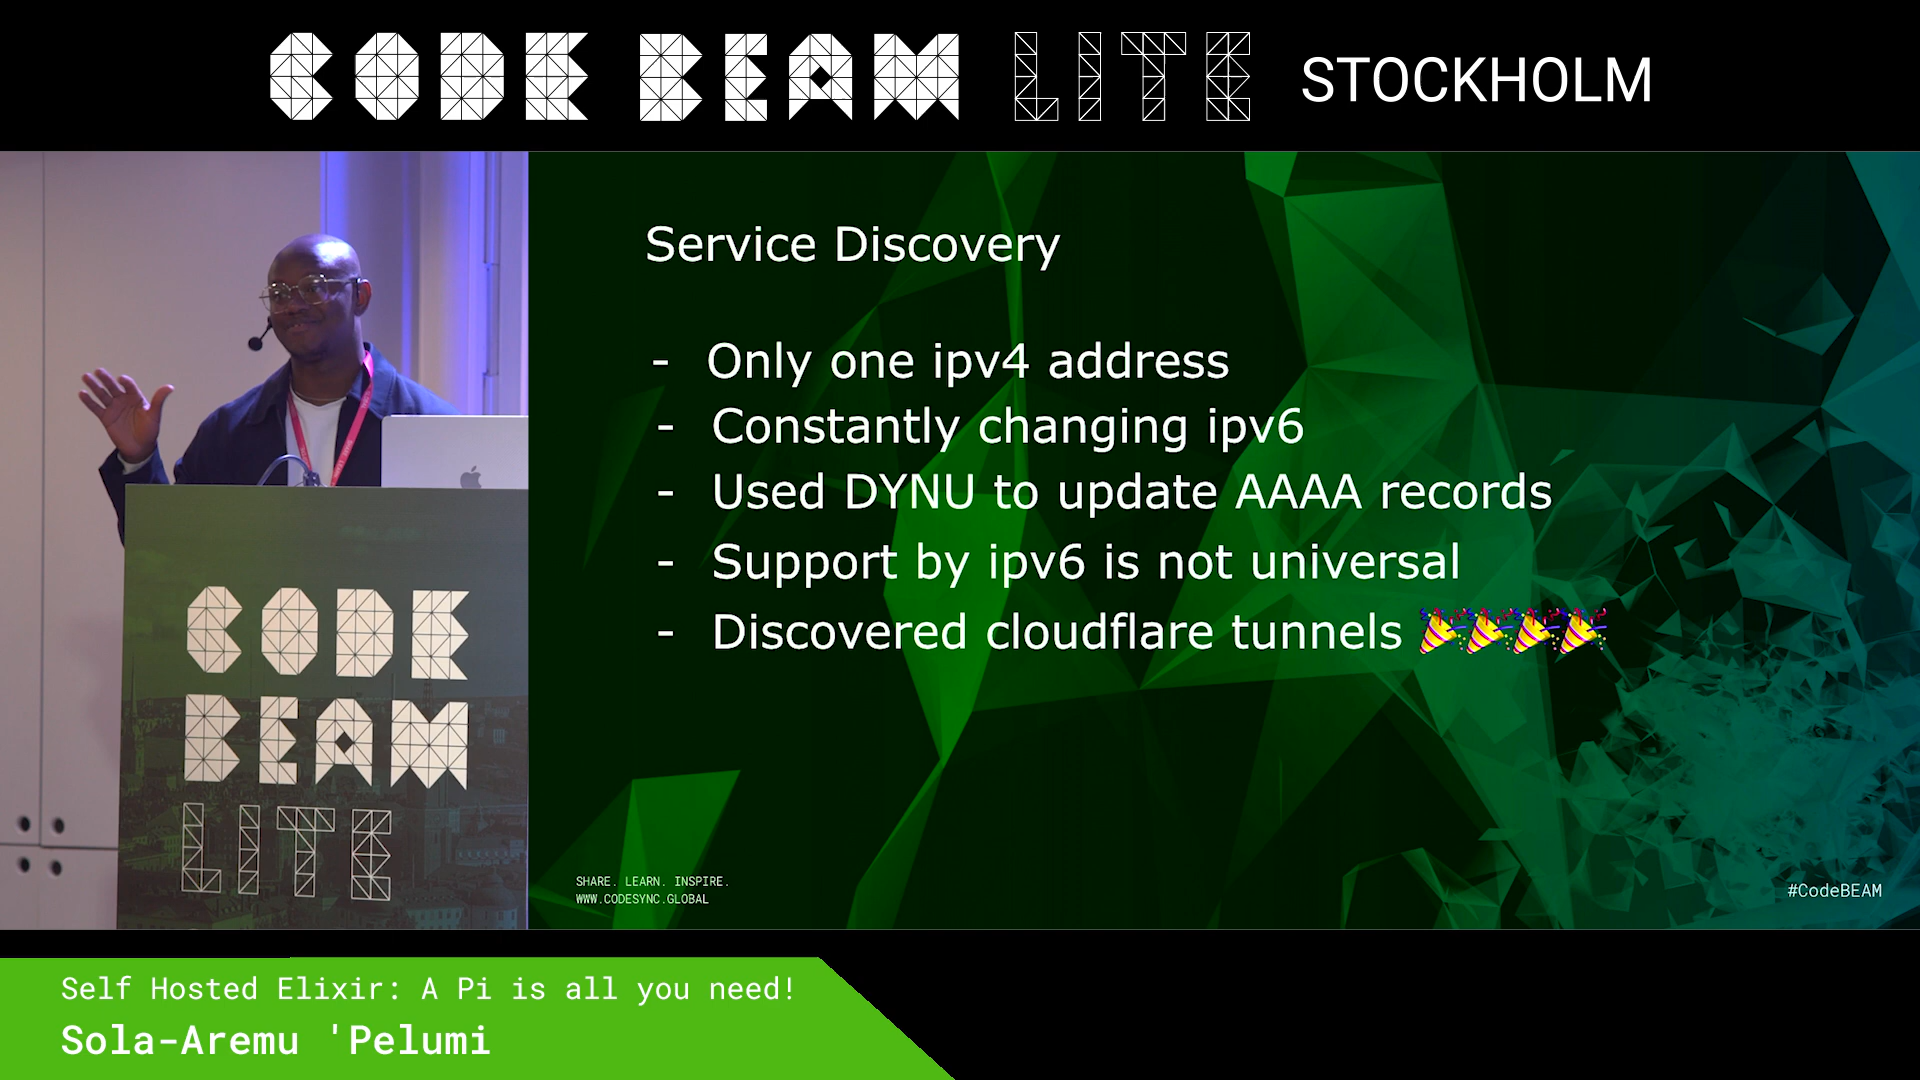 CODE BEAM LITE STOCKHOLM
Service Discovery
- Only one ipv4 address
- Constantly changing ipv6
- Used DYNU to update AAAA records
- Support by ipv6 is not universal
- Discovered cloudflare tunnels 🎉🎉🎉🎉
CODE
BEAM
LITE
SHARE. LEARN. INSPIRE.
WWW.CODESYNC.GLOBAL
#CodeBEAM
Self Hosted Elixir: A Pi is all you need!
Sola-Aremu 'Pelumi